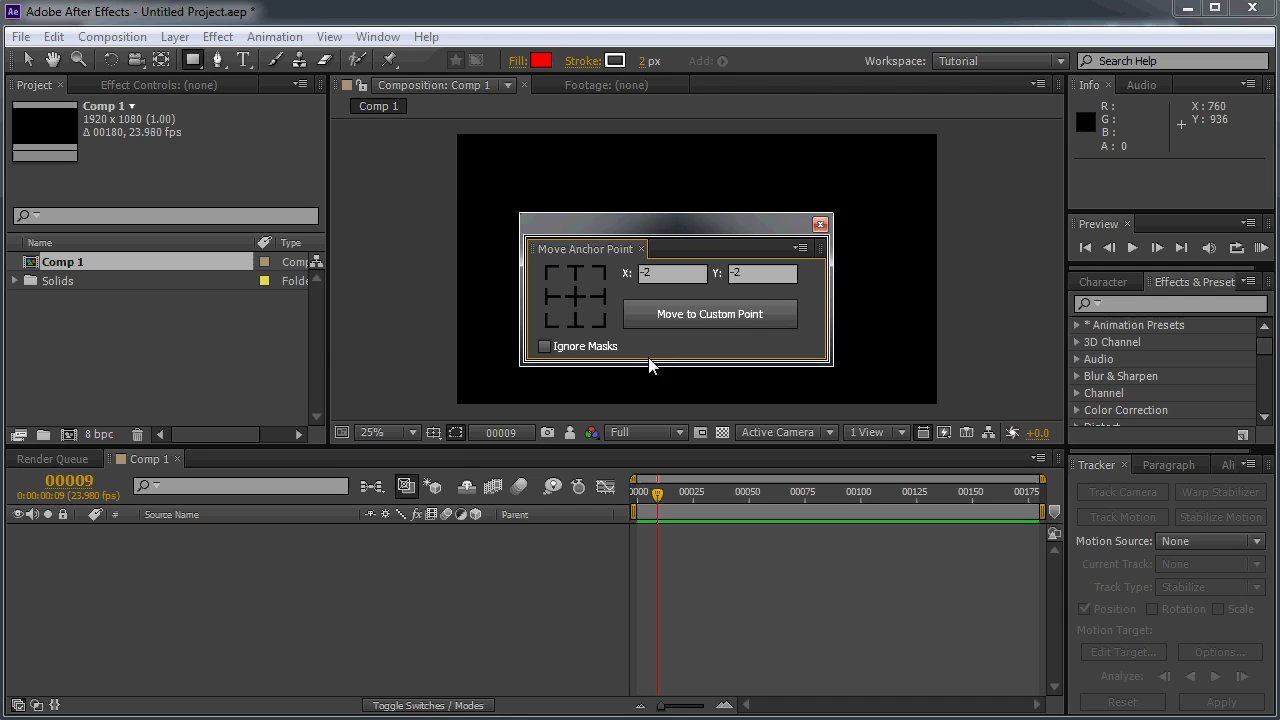 Adobe After Effects - Untitled Project.aep *
File Edit Composition Layer Effect Animation View Window Help
Fill: Stroke: 2 px Add: Workspace: Tutorial Search Help
Project Effect Controls: (none) Composition: Comp 1 Footage: (none) Info Audio
Comp 1
1920 x 1080 (1.00)
Δ 00180, 23.980 fps
Comp 1
R :
G :
B :
A : 0
X : 760
Y : 936
Name Type
Comp 1 Comp
Solids Folde
Move Anchor Point
X: -2 Y: -2
Move to Custom Point
Ignore Masks
Preview
Character Effects & Preset
* Animation Presets
3D Channel
Audio
Blur & Sharpen
Channel
Color Correction
8 bpc 25% 00009 Full Active Camera 1 View +0.0
Render Queue Comp 1
00009
0:00:00:09 (23.980 fps)
0000 00025 00050 00075 00100 00125 00150 00175
# Source Name fx Parent
Toggle Switches / Modes
Tracker Paragraph Ali
Track Camera Warp Stabilizer
Track Motion Stabilize Motion
Motion Source: None
Current Track: None
Track Type: Stabilize
Position Rotation Scale
Motion Target:
Edit Target... Options...
Analyze:
Reset Apply